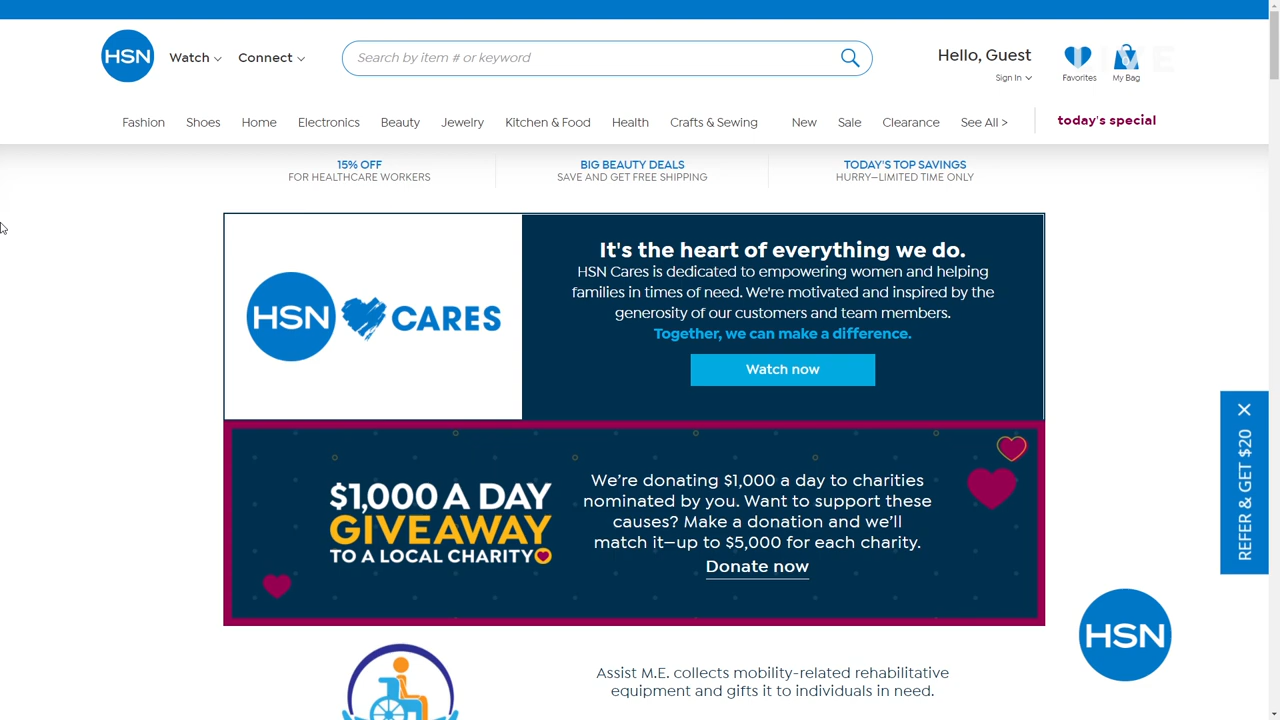 HSN
Watch
Connect
Search by item # or keyword
Hello, Guest
Sign In
Favorites
My Bag
Fashion
Shoes
Home
Electronics
Beauty
Jewelry
Kitchen & Food
Health
Crafts & Sewing
New
Sale
Clearance
See All >
today's special
15% OFF
FOR HEALTHCARE WORKERS
BIG BEAUTY DEALS
SAVE AND GET FREE SHIPPING
TODAY'S TOP SAVINGS
HURRY—LIMITED TIME ONLY
HSN CARES
It's the heart of everything we do.
HSN Cares is dedicated to empowering women and helping
families in times of need. We're motivated and inspired by the
generosity of our customers and team members.
Together, we can make a difference.
Watch now
$1,000 A DAY
GIVEAWAY
TO A LOCAL CHARITY
We're donating $1,000 a day to charities
nominated by you. Want to support these
causes? Make a donation and we'll
match it—up to $5,000 for each charity.
Donate now
REFER & GET $20
HSN
Assist M.E. collects mobility-related rehabilitative
equipment and gifts it to individuals in need.